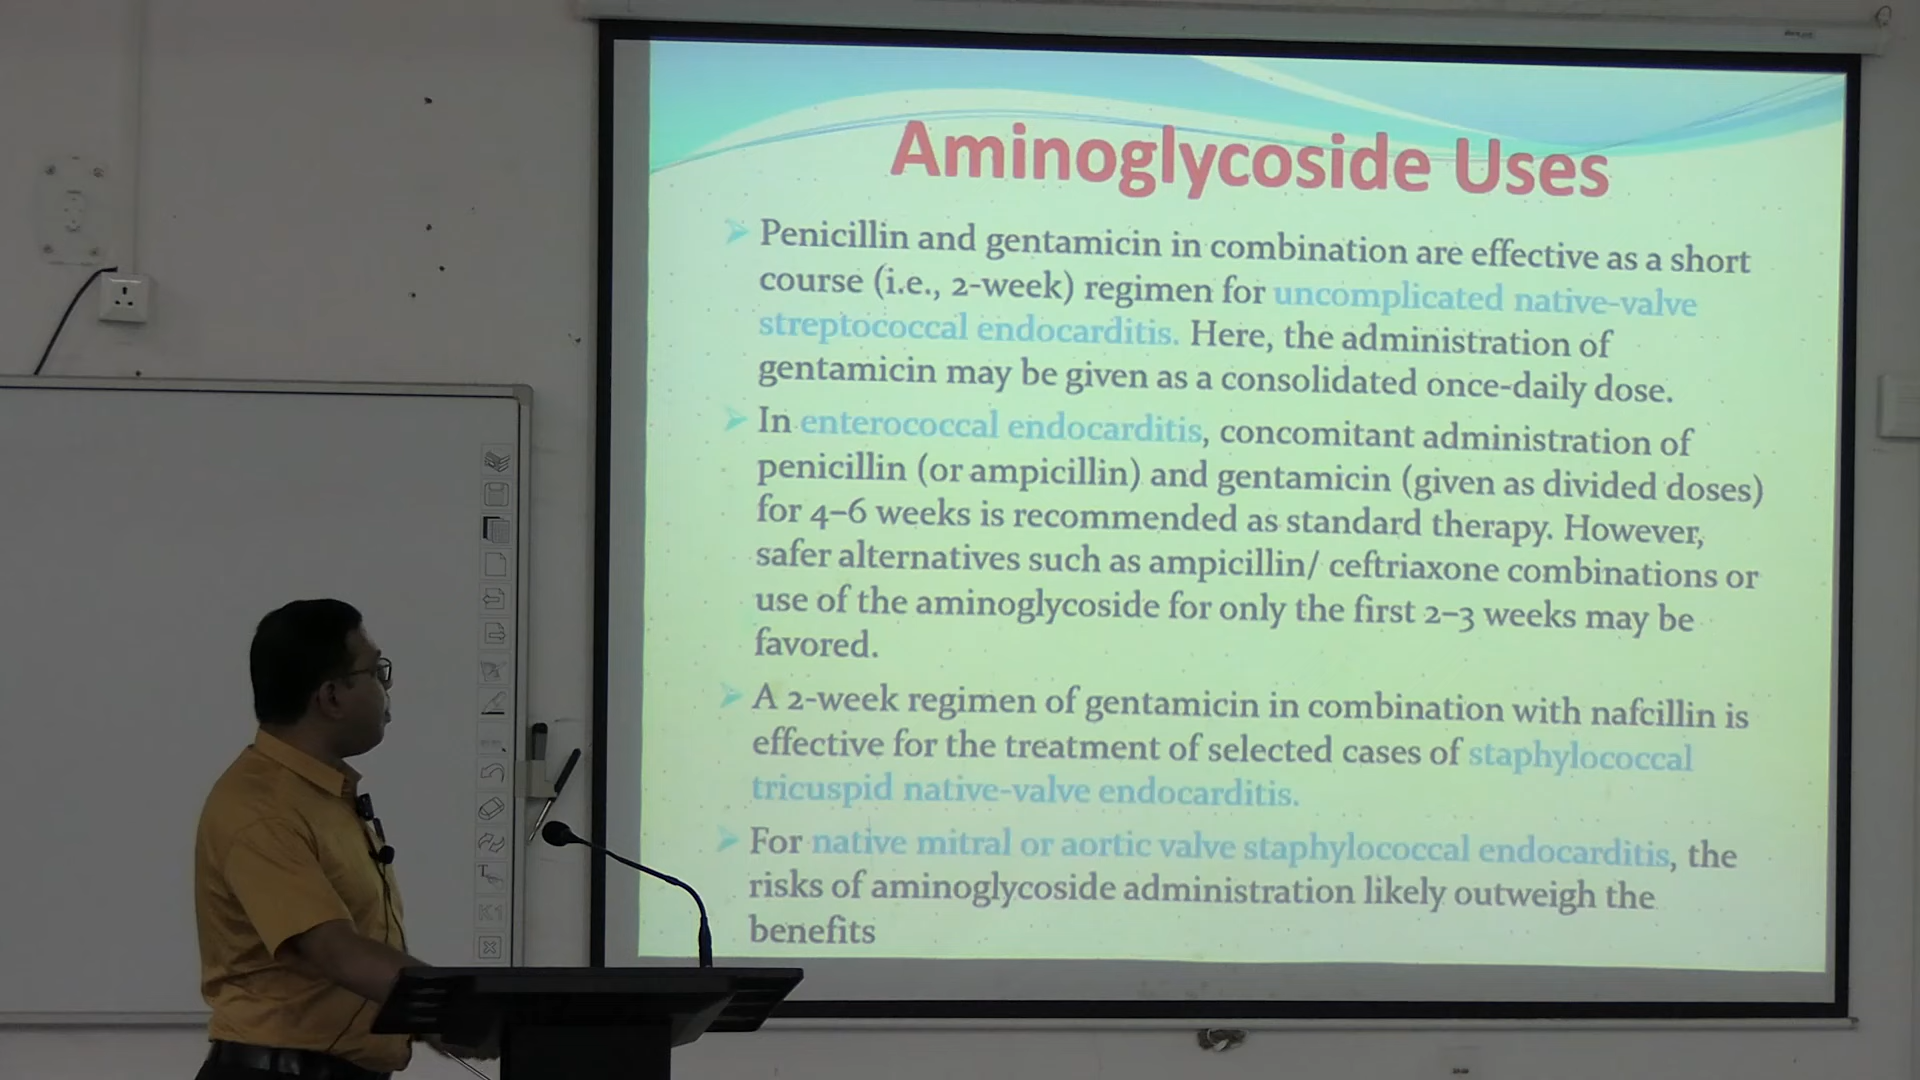 Aminoglycoside Uses
Penicillin and gentamicin in combination are effective as a short
course (i.e., 2-week) regimen for uncomplicated native-valve
streptococcal endocarditis. Here, the administration of
gentamicin may be given as a consolidated once-daily dose.
In enterococcal endocarditis, concomitant administration of
penicillin (or ampicillin) and gentamicin (given as divided doses)
for 4–6 weeks is recommended as standard therapy. However,
safer alternatives such as ampicillin/ ceftriaxone combinations or
use of the aminoglycoside for only the first 2–3 weeks may be
favored.
A 2-week regimen of gentamicin in combination with nafcillin is
effective for the treatment of selected cases of staphylococcal
tricuspid native-valve endocarditis.
For native mitral or aortic valve staphylococcal endocarditis, the
risks of aminoglycoside administration likely outweigh the
benefits